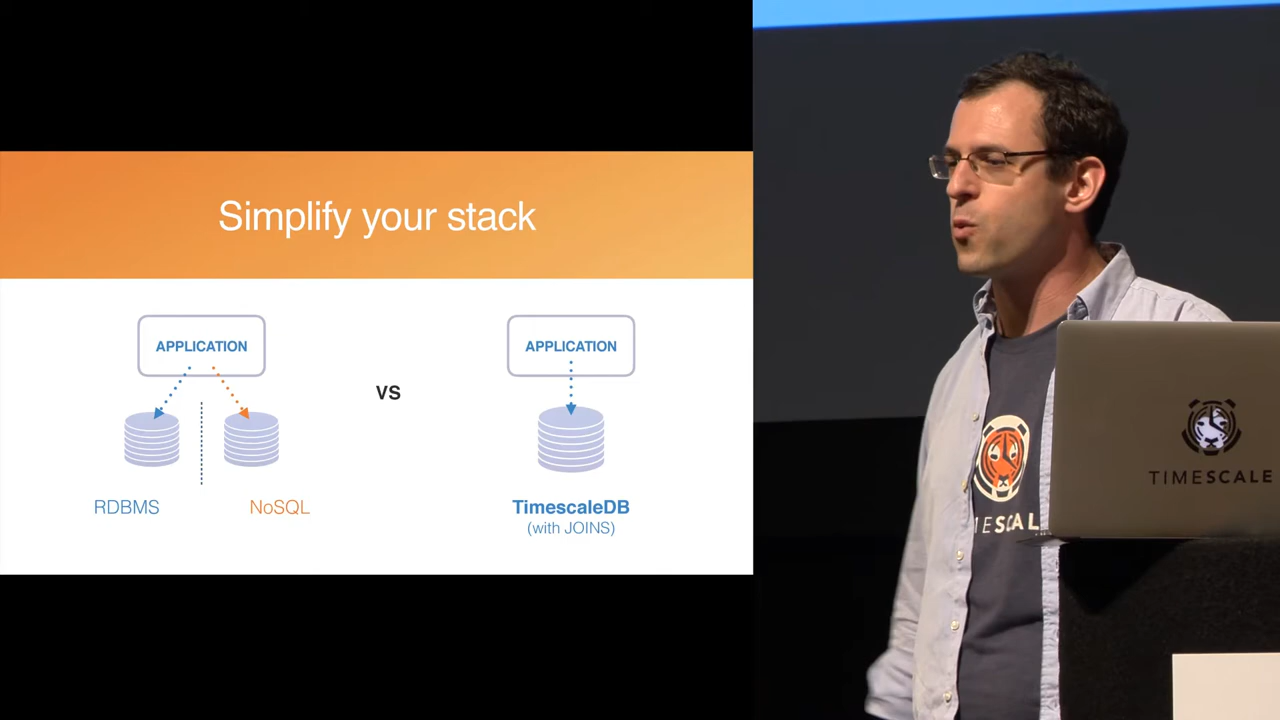 Simplify your stack
APPLICATION
RDBMS
NoSQL
vs
APPLICATION
TimescaleDB
(with JOINS)
TIMESCALE